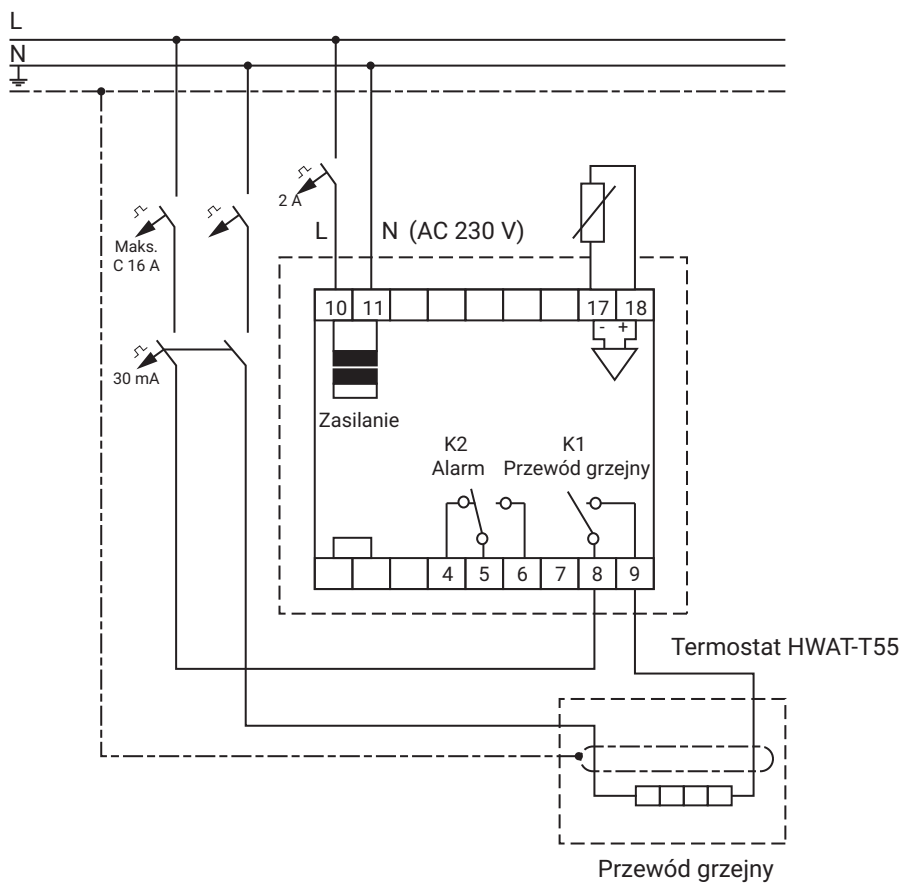 L
N
2 A
Maks.
C 16 A
L N (AC 230 V)
10 11 17 18
- +
30 mA
Zasilanie
K2 K1
Alarm Przewód grzejny
4 5 6 7 8 9
Termostat HWAT-T55
Przewód grzejny